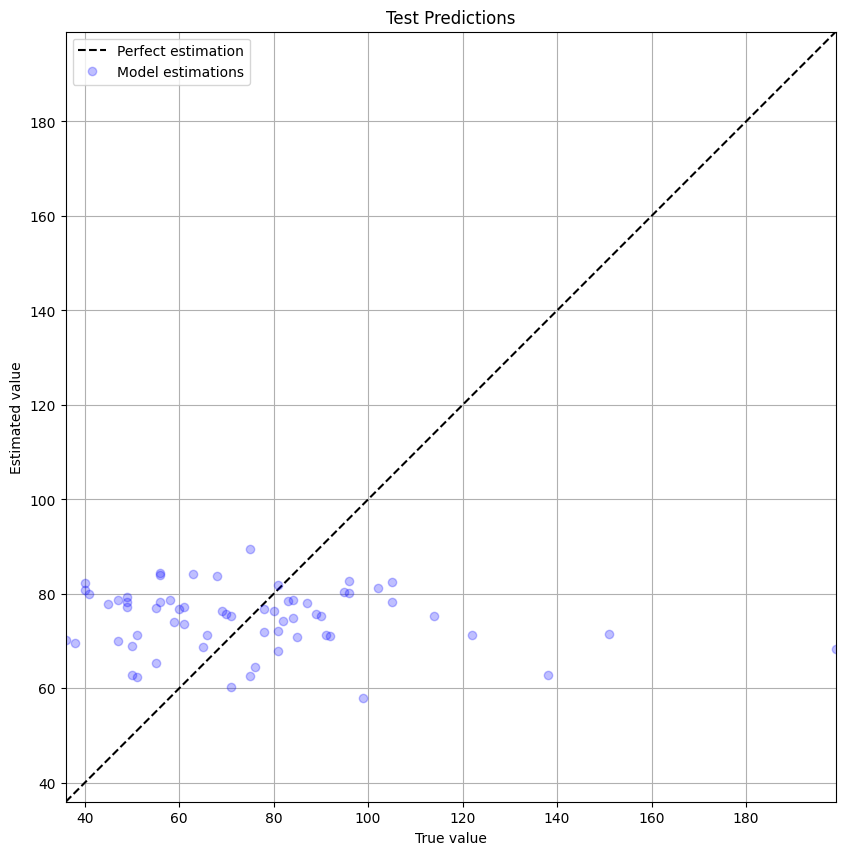 Test Predictions
Perfect estimation
Model estimations
180
160
140
120
100
80
60
40
Estimated value
40 60 80 100 120 140 160 180
True value